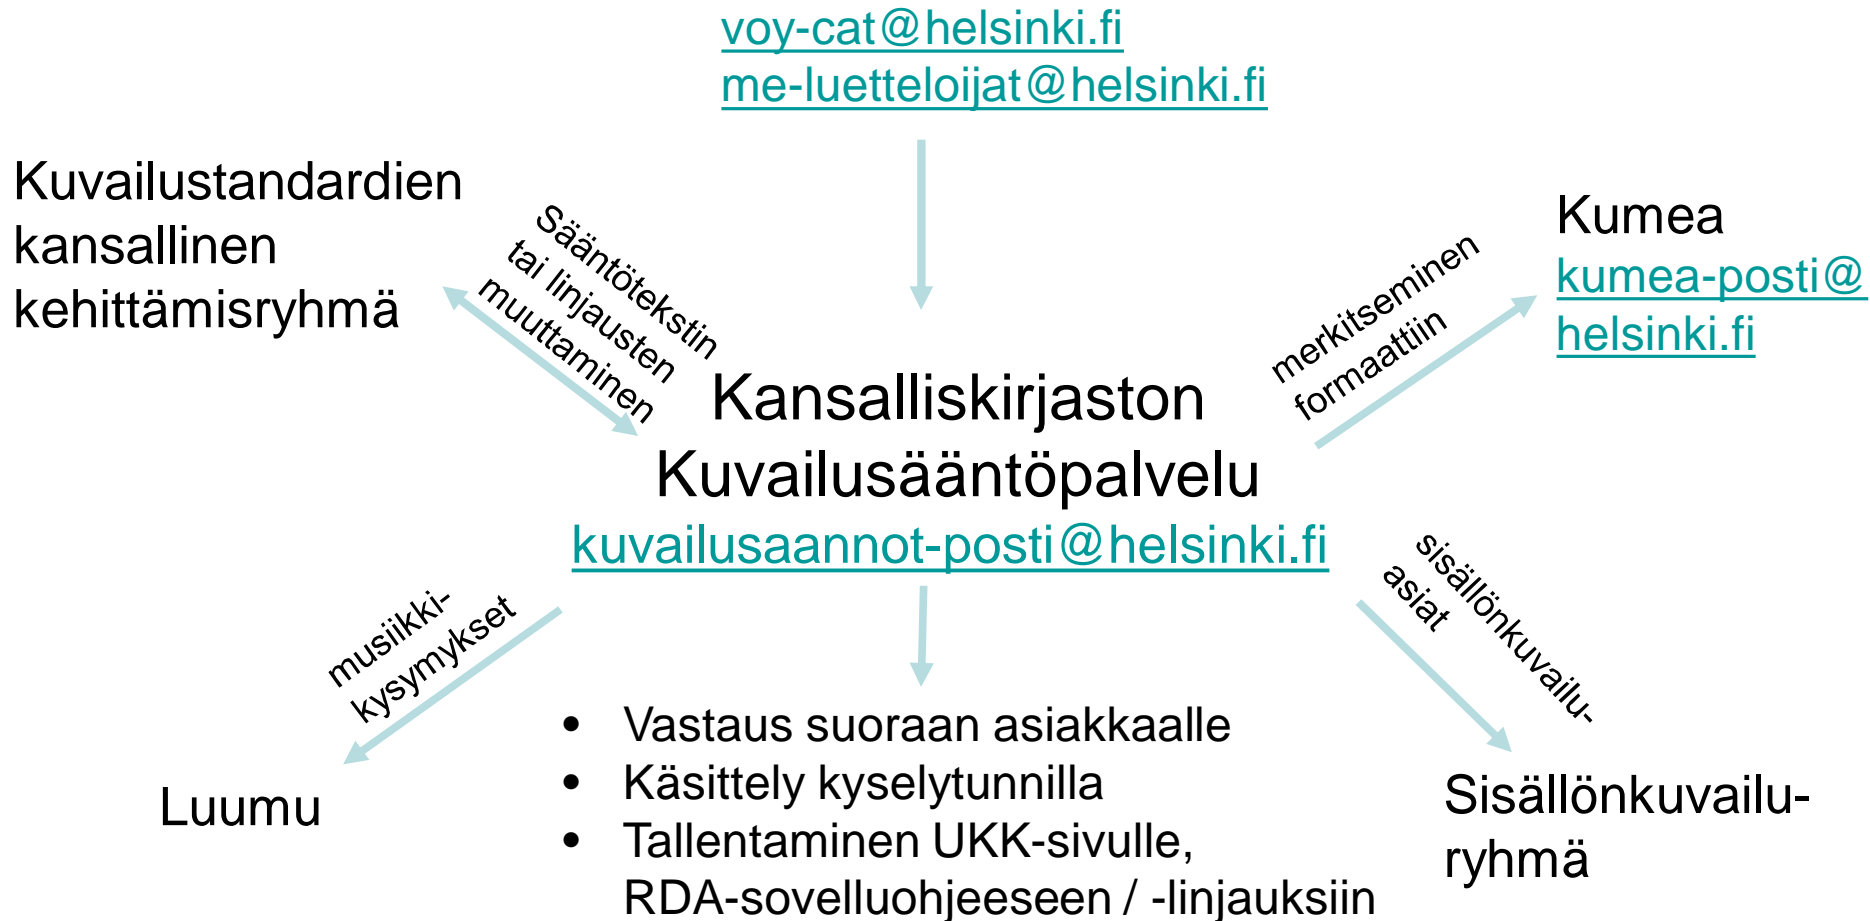 voy-cat@helsinki.fi
me-luetteloijat@helsinki.fi
Kuvailustandardien
kansallinen
kehittämisryhmä
Sääntötekstin
tai linjausten
muuttaminen
merkitseminen
formaattiin
Kumea
kumea-posti@
helsinki.fi
Kansalliskirjaston
Kuvailusääntöpalvelu
kuvailusaannot-posti@helsinki.fi
musiikki-
kysymykset
sisällönkuvailu-
asiat
Luumu
• Vastaus suoraan asiakkaalle
• Käsittely kyselytunnilla
• Tallentaminen UKK-sivulle,
RDA-sovelluohjeeseen / -linjauksiin
Sisällönkuvailu-
ryhmä